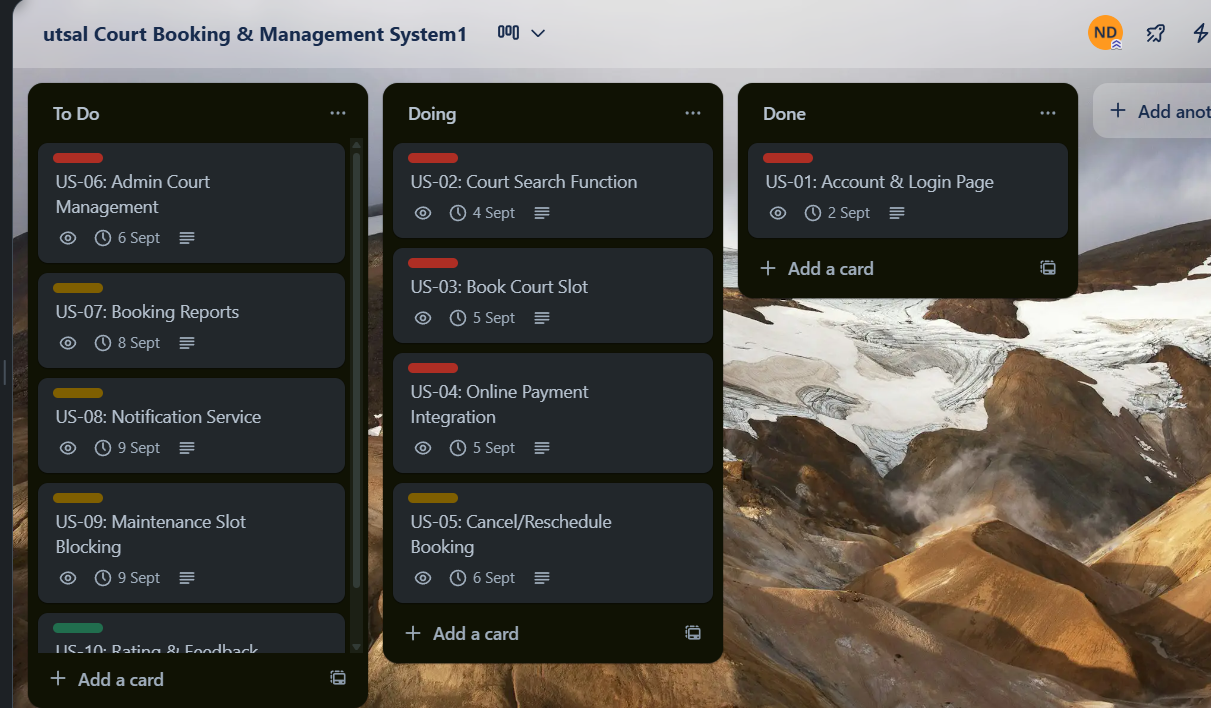 utsal Court Booking & Management System1
ND
To Do
US-06: Admin Court
Management
6 Sept
US-07: Booking Reports
8 Sept
US-08: Notification Service
9 Sept
US-09: Maintenance Slot
Blocking
9 Sept
US-10: Rating & Feedback
+ Add a card
Doing
US-02: Court Search Function
4 Sept
US-03: Book Court Slot
5 Sept
US-04: Online Payment
Integration
5 Sept
US-05: Cancel/Reschedule
Booking
6 Sept
+ Add a card
Done
US-01: Account & Login Page
2 Sept
+ Add a card
+ Add anot